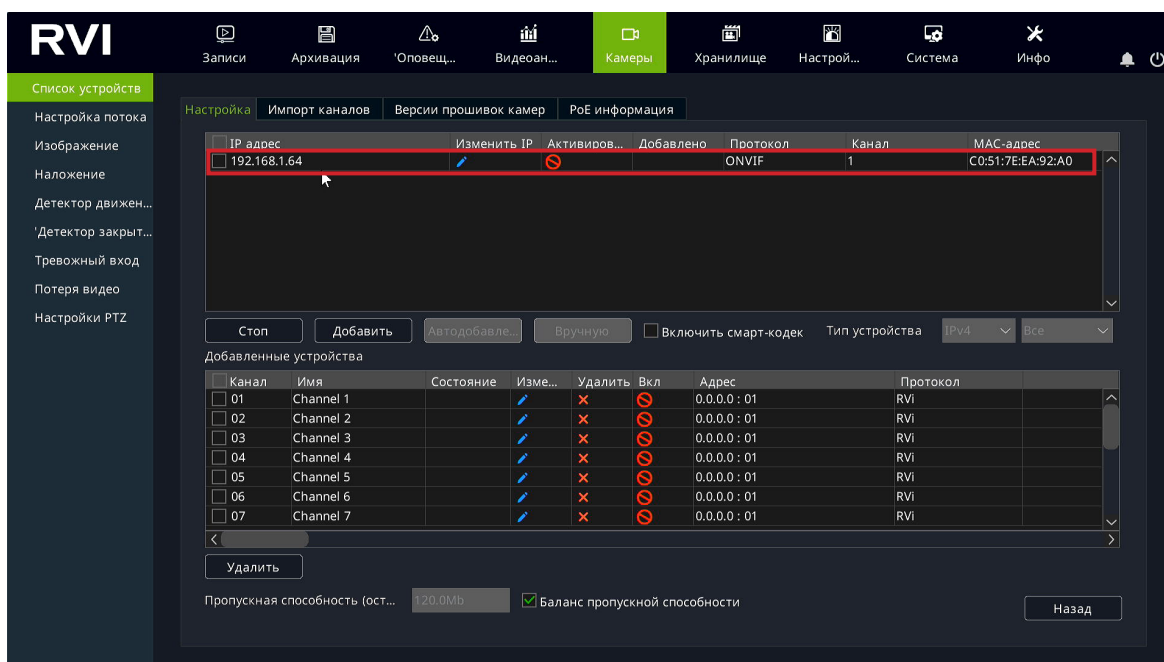 RVI
Записи Архивация 'Оповещ... Видеоан... Камеры Хранилище Настрой... Система Инфо
Список устройств
Настройка потока
Изображение
Наложение
Детектор движен...
'Детектор закрыт...
Тревожный вход
Потеря видео
Настройки PTZ
Настройка Импорт каналов Версии прошивок камер PoE информация
IP адрес Изменить IP Активиров... Добавлено Протокол Канал MAC-адрес
192.168.1.64 ONVIF 1 C0:51:7E:EA:92:A0
Стоп Добавить Автодобавле... Вручную Включить смарт-кодек Тип устройства IPv4 Все
Добавленные устройства
Канал Имя Состояние Изме... Удалить Вкл Адрес Протокол
01 Channel 1 0.0.0.0 : 01 RVi
02 Channel 2 0.0.0.0 : 01 RVi
03 Channel 3 0.0.0.0 : 01 RVi
04 Channel 4 0.0.0.0 : 01 RVi
05 Channel 5 0.0.0.0 : 01 RVi
06 Channel 6 0.0.0.0 : 01 RVi
07 Channel 7 0.0.0.0 : 01 RVi
Удалить
Пропускная способность (ост... 120.0Mb Баланс пропускной способности
Назад